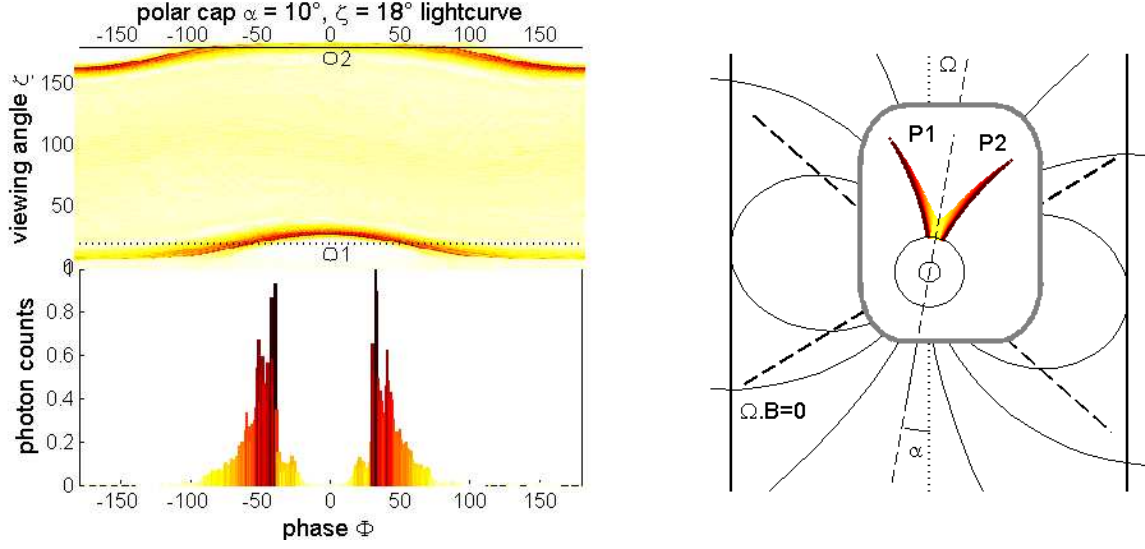 polar cap α = 10°, ζ = 18° lightcurve
-150 -100 -50 0 50 100 150
viewing angle ζ
150
100
50
0
2
1
photon counts
1
0.8
0.6
0.4
0.2
0
-150 -100 -50 0 50 100 150
phase Φ
Ω
P1
P2
Ω.B=0
α